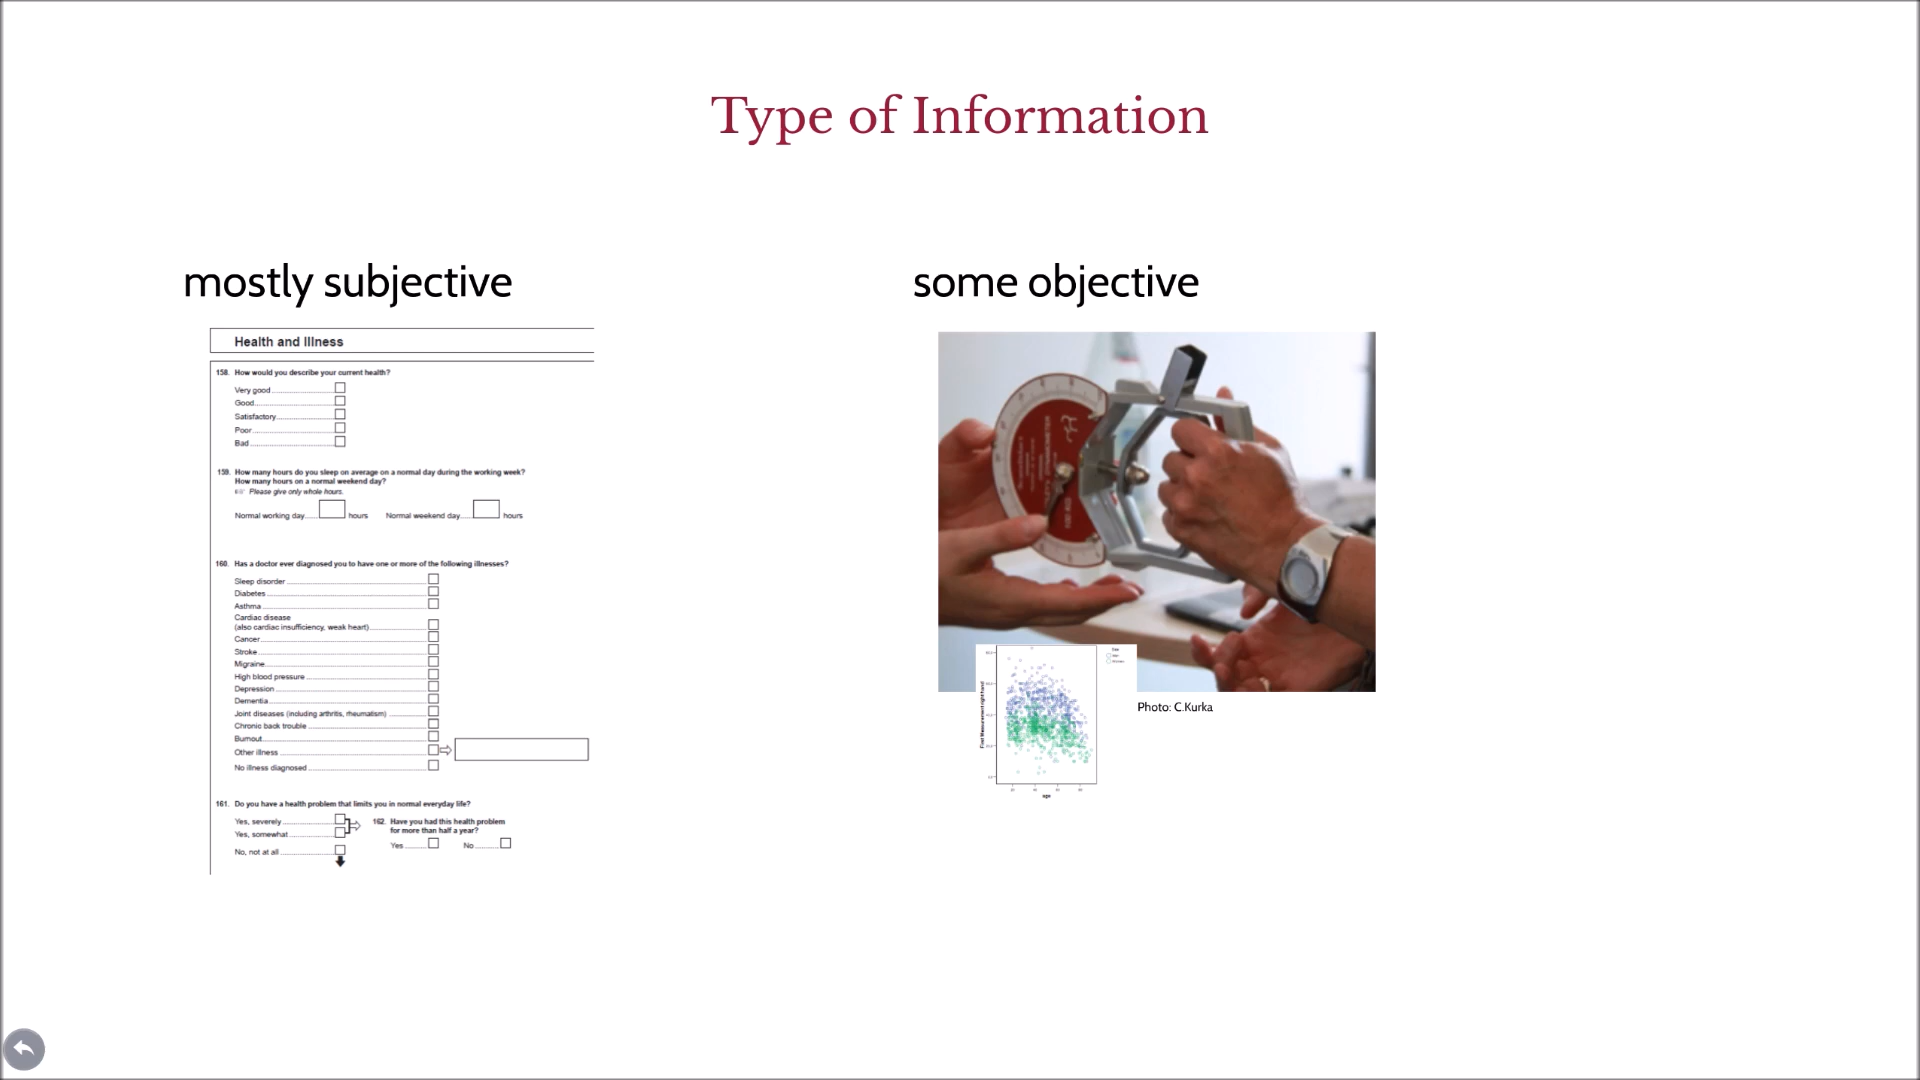 Type of Information
mostly subjective
Health and Illness
158. How would you describe your current health?
Very good
Good
Satisfactory
Poor
Bad
159. How many hours do you sleep on average on a normal day during the working week?
How many hours on a normal weekend day?
Please give only whole hours.
Normal working day hours Normal weekend day hours
160. Has a doctor ever diagnosed you to have one or more of the following illnesses?
Sleep disorder
Diabetes
Asthma
Cardiac disease
(also cardiac insufficiency, weak heart)
Cancer
Stroke
Migraine
High blood pressure
Depression
Dementia
Joint diseases (including arthritis, rheumatism)
Chronic back trouble
Burnout
Other illness
No illness diagnosed
161. Do you have a health problem that limits you in normal everyday life?
Yes, severely
Yes, somewhat
No, not at all
162. Have you had this health problem
for more than half a year?
Yes No
some objective
age
Photo: C.Kurka